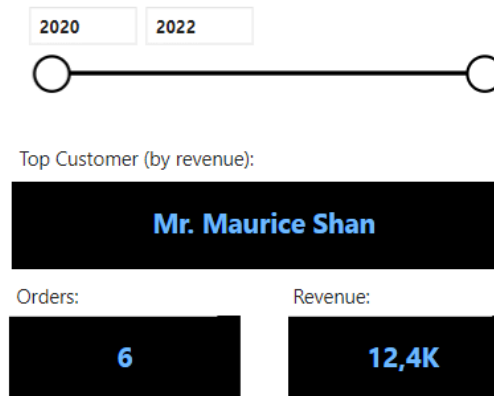 2020 2022
Top Customer (by revenue):
Mr. Maurice Shan
Orders: Revenue:
6 12,4K